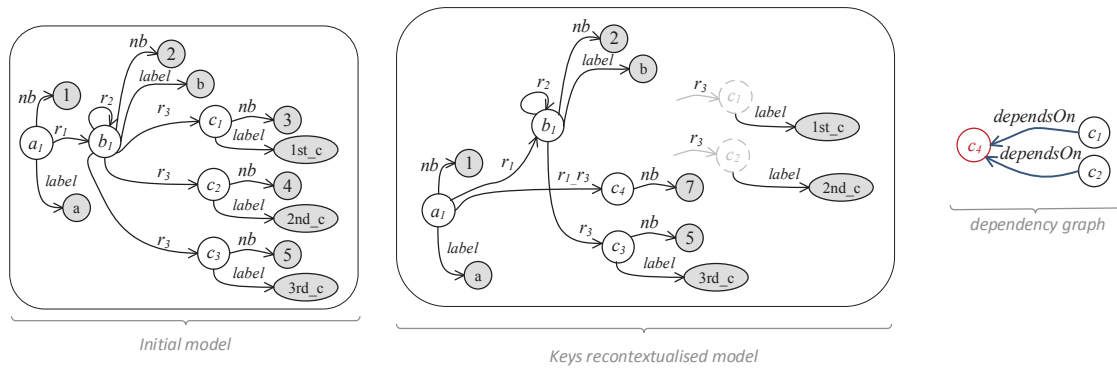 nb
2
label
b
nb
1
r2
r3
c1
nb
3
label
1st_c
a1
r1
b1
r3
c2
nb
4
label
2nd_c
label
a
r3
c3
nb
5
label
3rd_c
Initial model
nb
2
label
b
r2
b1
r3
c1
label
1st_c
r3
c2
label
2nd_c
nb
1
r1
r1_r3
c4
nb
7
a1
label
a
r3
c3
nb
5
label
3rd_c
Keys recontextualised model
dependsOn
c1
c4
dependsOn
c2
dependency graph